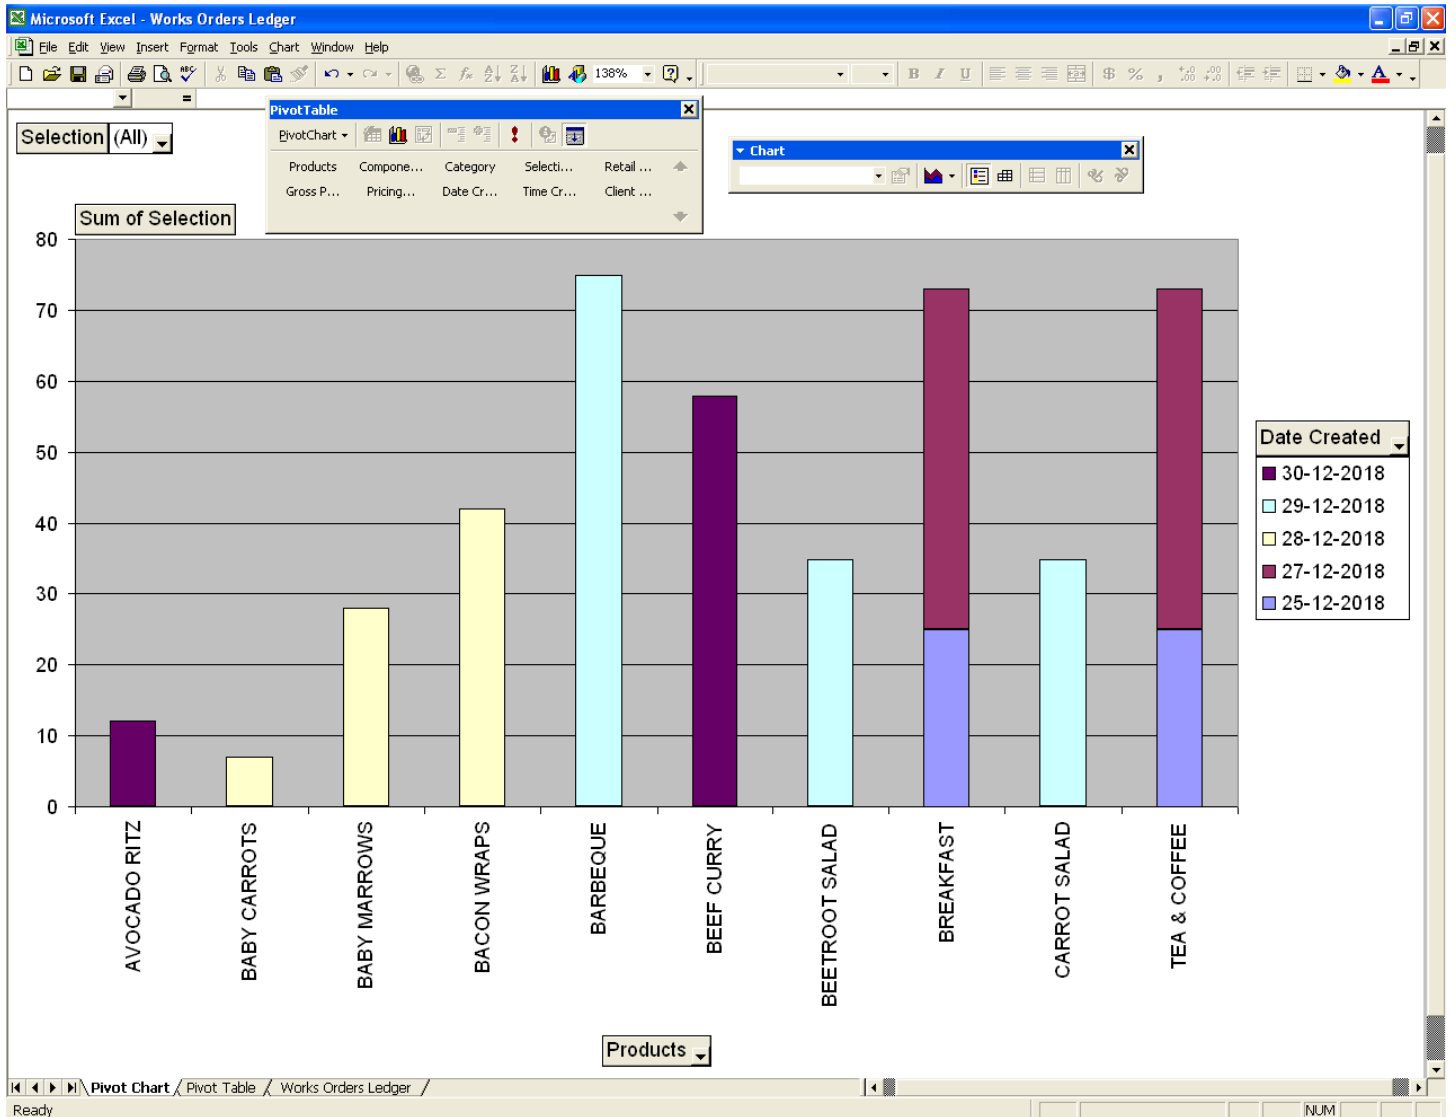 Microsoft Excel - Works Orders Ledger
File Edit View Insert Format Tools Chart Window Help
138%
B I U $ % ,
=
PivotTable
PivotChart
Products Compone... Category Selecti... Retail ...
Gross P... Pricing... Date Cr... Time Cr... Client ...
Chart
Selection (All)
Sum of Selection
80
70
60
50
40
30
20
10
0
AVOCADO RITZ
BABY CARROTS
BABY MARROWS
BACON WRAPS
BARBEQUE
BEEF CURRY
BEETROOT SALAD
BREAKFAST
CARROT SALAD
TEA & COFFEE
Date Created
30-12-2018
29-12-2018
28-12-2018
27-12-2018
25-12-2018
Products
Pivot Chart Pivot Table Works Orders Ledger
Ready NUM